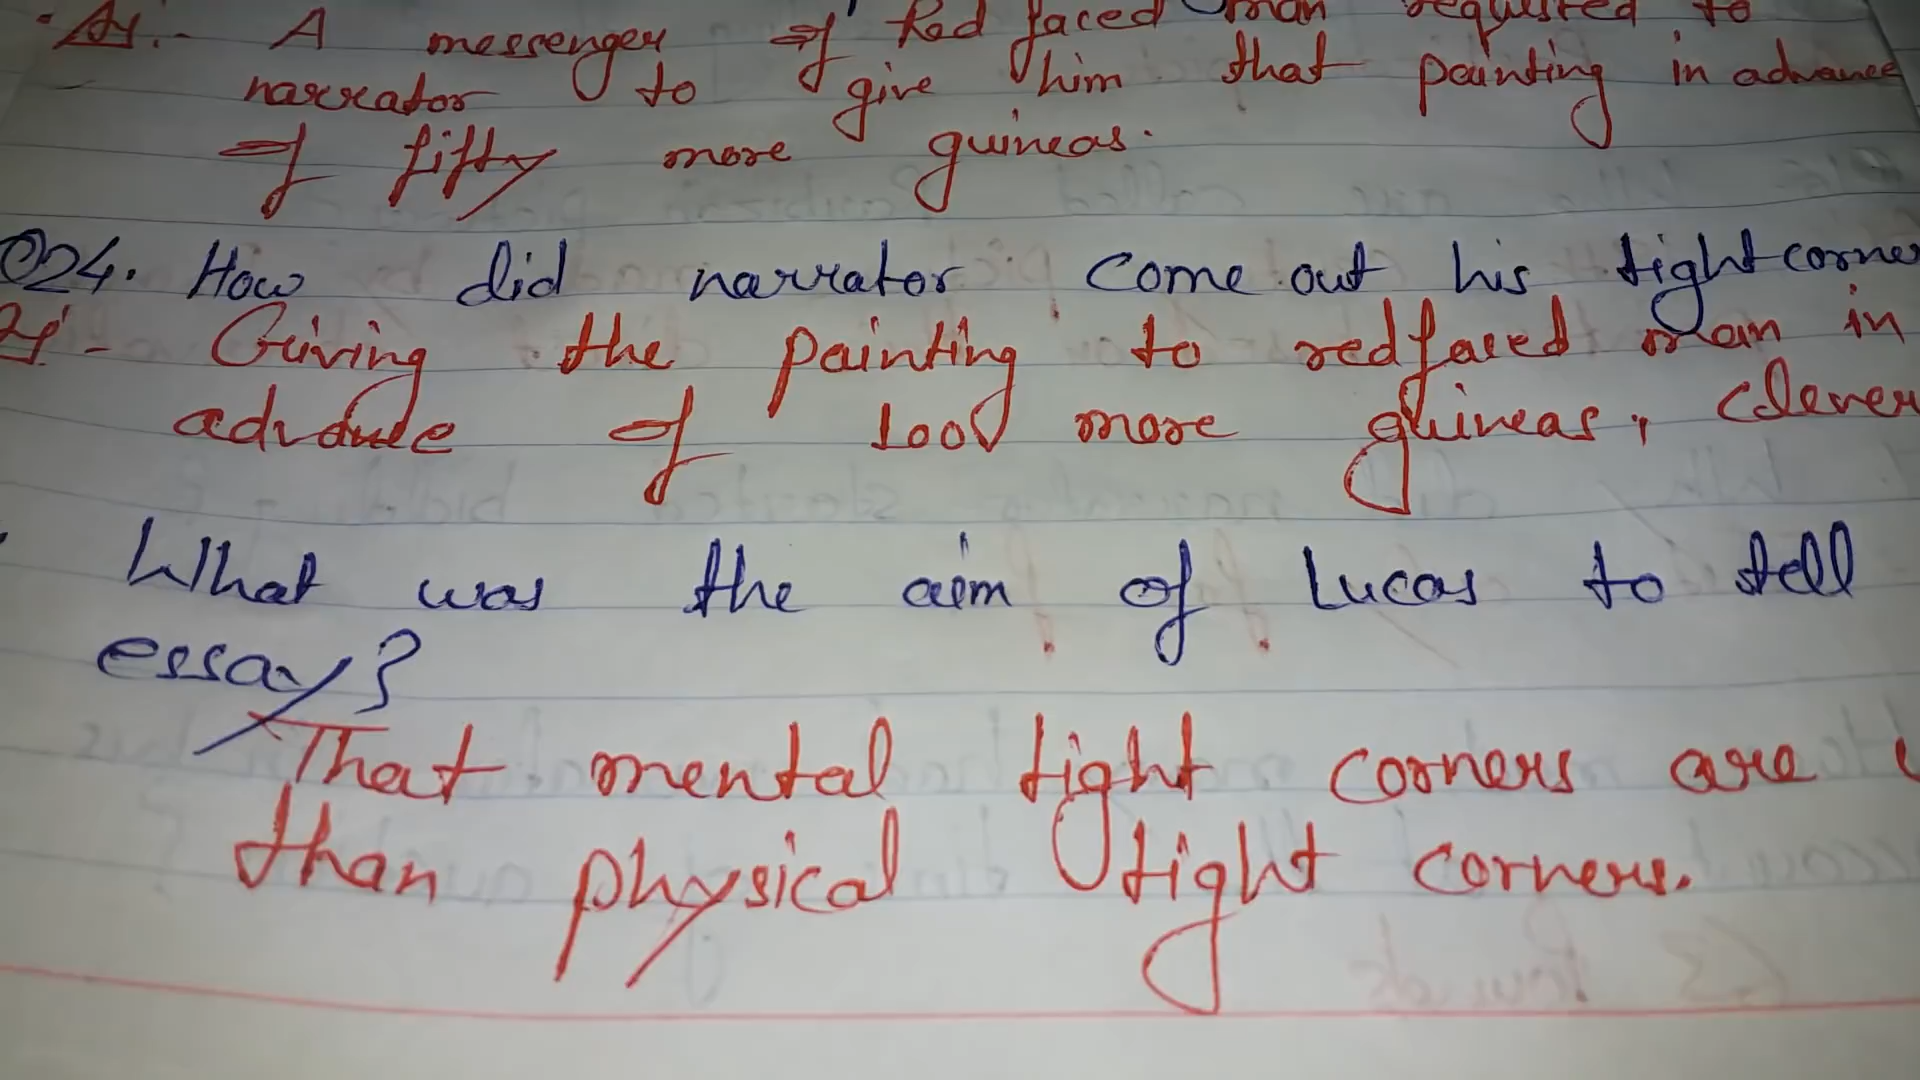 Ans.- A messenger of Red faced man requested to
narrator to give him that painting in advance
of fifty more guineas.
Q24. How did narrator come out his tight corner
- Giving the painting to redfaced man in
advance of 100 more guineas, clever
What was the aim of Lucas to tell
essay?
That mental tight corners are
than physical tight corners.